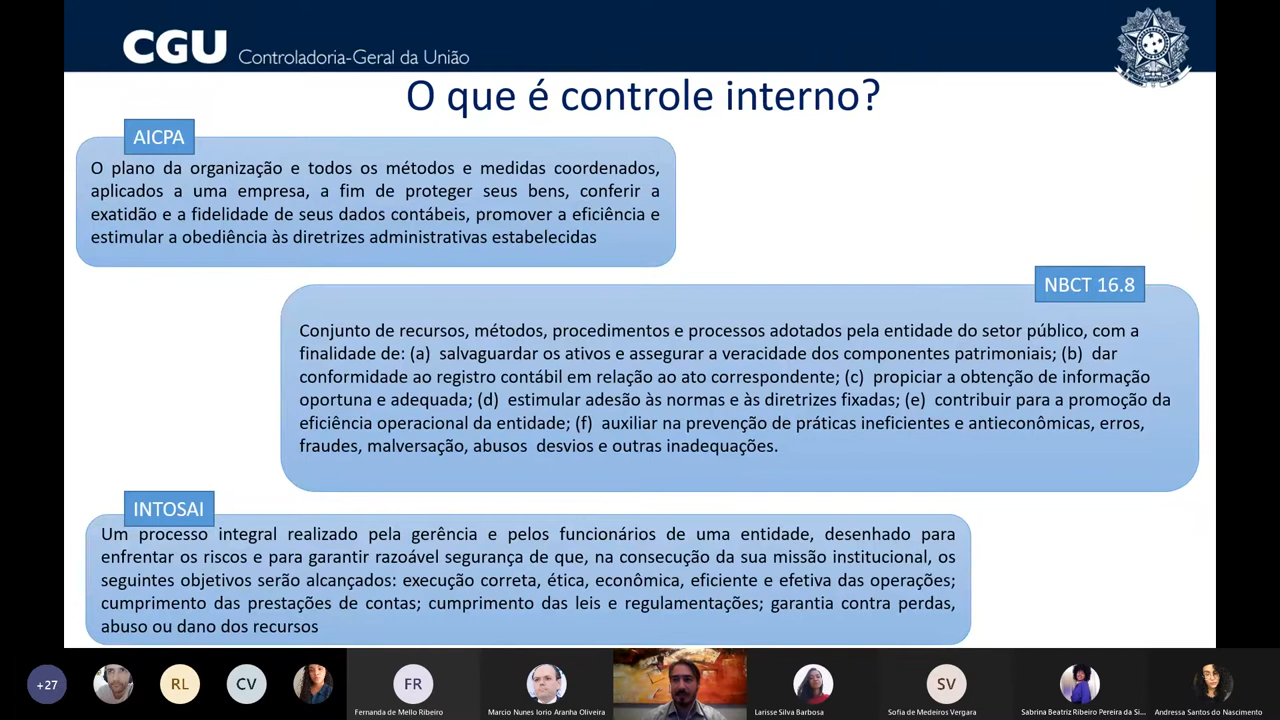 CGU Controladoria-Geral da União
O que é controle interno?
AICPA
O plano da organização e todos os métodos e medidas coordenados,
aplicados a uma empresa, a fim de proteger seus bens, conferir a
exatidão e a fidelidade de seus dados contábeis, promover a eficiência e
estimular a obediência às diretrizes administrativas estabelecidas
NBCT 16.8
Conjunto de recursos, métodos, procedimentos e processos adotados pela entidade do setor público, com a
finalidade de: (a) salvaguardar os ativos e assegurar a veracidade dos componentes patrimoniais; (b) dar
conformidade ao registro contábil em relação ao ato correspondente; (c) propiciar a obtenção de informação
oportuna e adequada; (d) estimular adesão às normas e às diretrizes fixadas; (e) contribuir para a promoção da
eficiência operacional da entidade; (f) auxiliar na prevenção de práticas ineficientes e antieconômicas, erros,
fraudes, malversação, abusos desvios e outras inadequações.
INTOSAI
Um processo integral realizado pela gerência e pelos funcionários de uma entidade, desenhado para
enfrentar os riscos e para garantir razoável segurança de que, na consecução da sua missão institucional, os
seguintes objetivos serão alcançados: execução correta, ética, econômica, eficiente e efetiva das operações;
cumprimento das prestações de contas; cumprimento das leis e regulamentações; garantia contra perdas,
abuso ou dano dos recursos
+27
RL
CV
FR
SV
Fernanda de Mello Ribeiro
Marcio Nunes Iorio Aranha Oliveira
Larisse Silva Barbosa
Sofia de Medeiros Vergara
Sabrina Beatriz Ribeiro Pereira da Si...
Andressa Santos do Nascimento